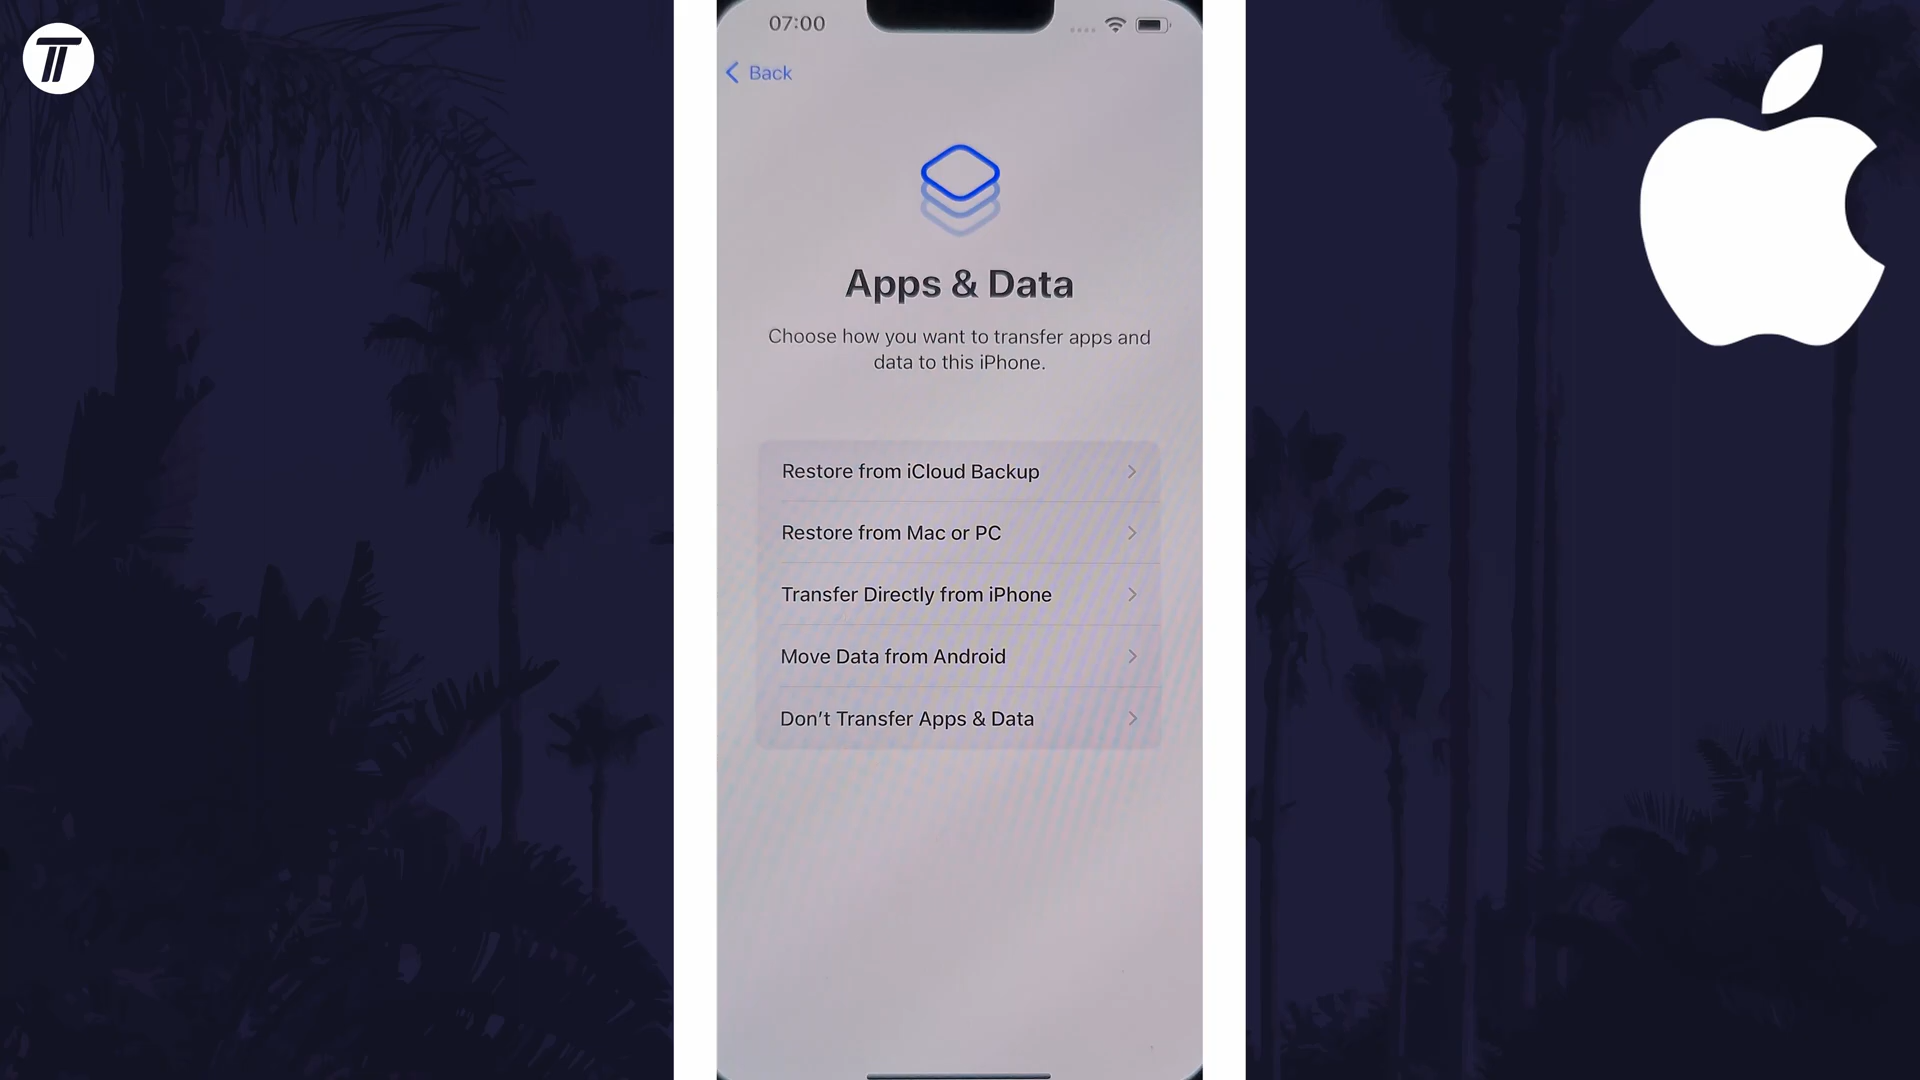 07:00
Back
Apps & Data
Choose how you want to transfer apps and
data to this iPhone.
Restore from iCloud Backup
Restore from Mac or PC
Transfer Directly from iPhone
Move Data from Android
Don’t Transfer Apps & Data